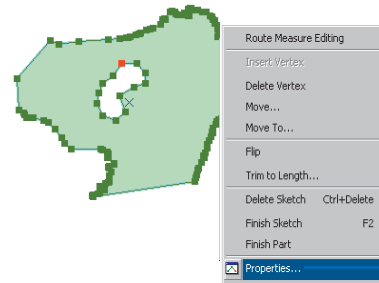 Route Measure Editing
Insert Vertex
Delete Vertex
Move...
Move To...
Flip
Trim to Length...
Delete Sketch Ctrl+Delete
Finish Sketch F2
Finish Part
Properties...